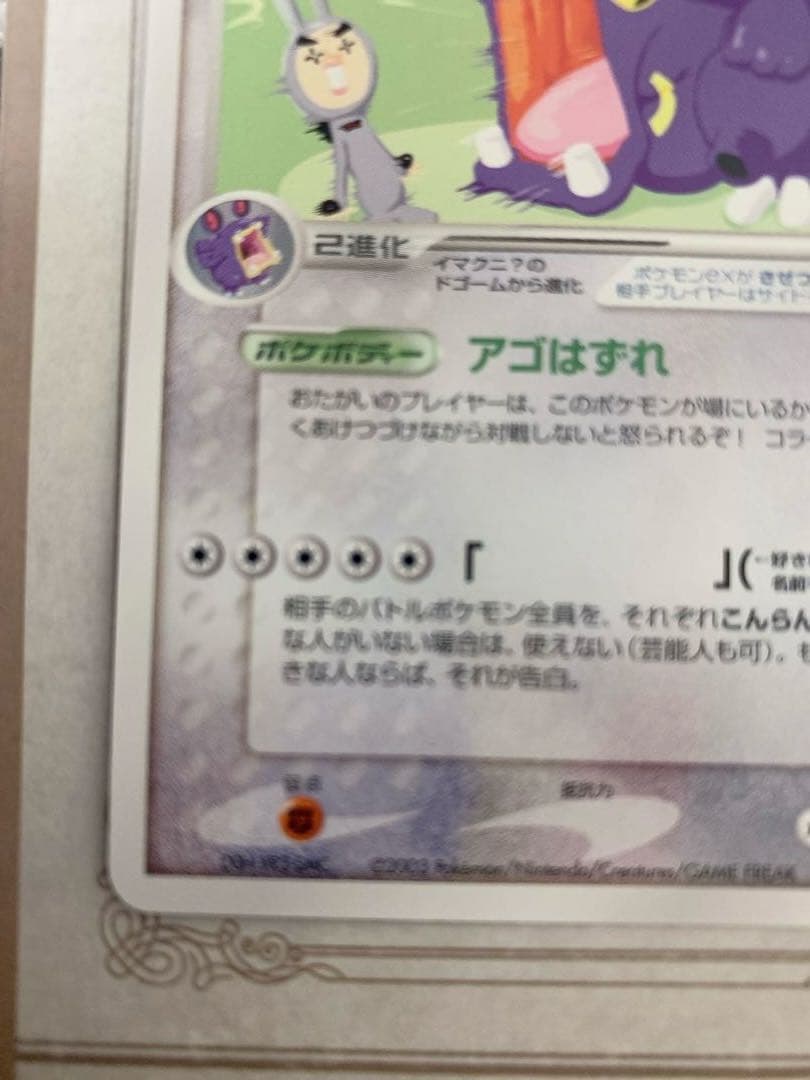 己進化
イマクニ？の
ドゴームから進化
ポケモンexが きぜつ
相手プレイヤーはサイド
ポケボディー
アゴはずれ
おたがいのプレイヤーは、このポケモンが場にいるか
くあけつづけながら対戦しないと怒られるぞ！ コラ
「 」(←好き
名前
相手のバトルポケモン全員を、それぞれこんらん
な人がいない場合は、使えない（芸能人も可）。も
きな人ならば、それが告白。
弱点
抵抗力
©2003 Pokémon/Nintendo/Creatures/GAME FREAK